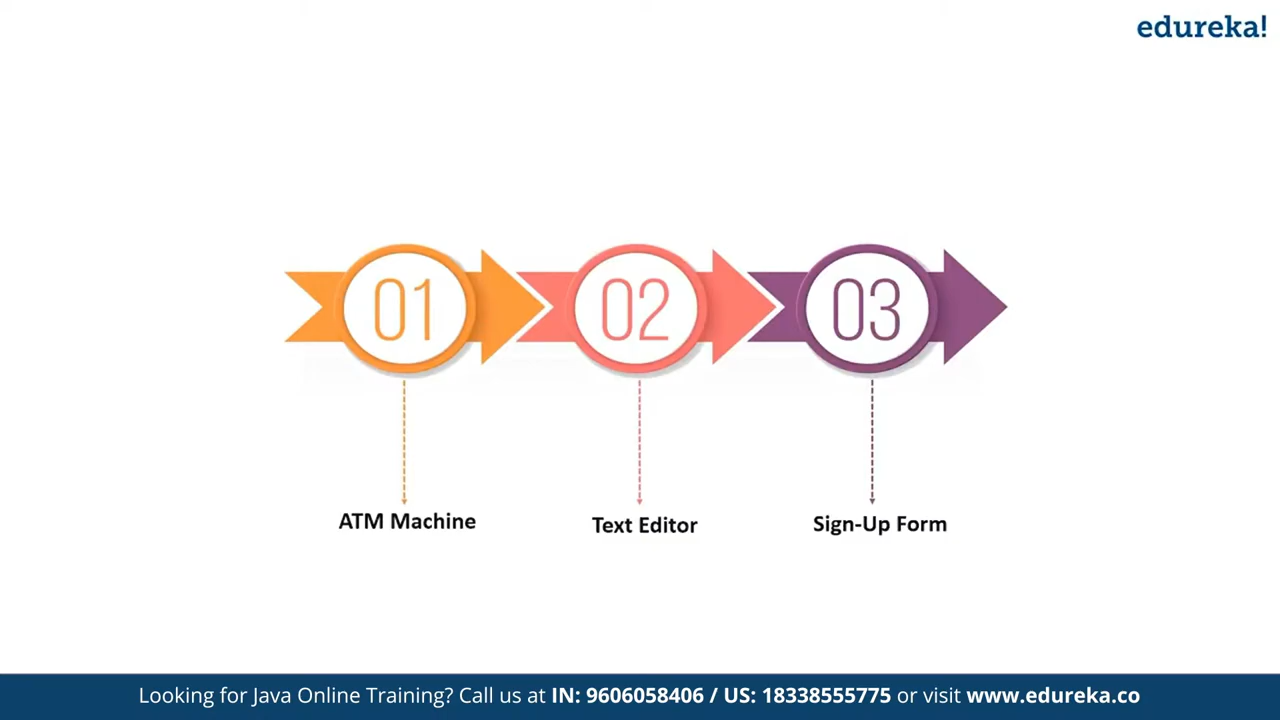 edureka!
01 02 03
ATM Machine Text Editor Sign-Up Form
Looking for Java Online Training? Call us at IN: 9606058406 / US: 18338555775 or visit www.edureka.co